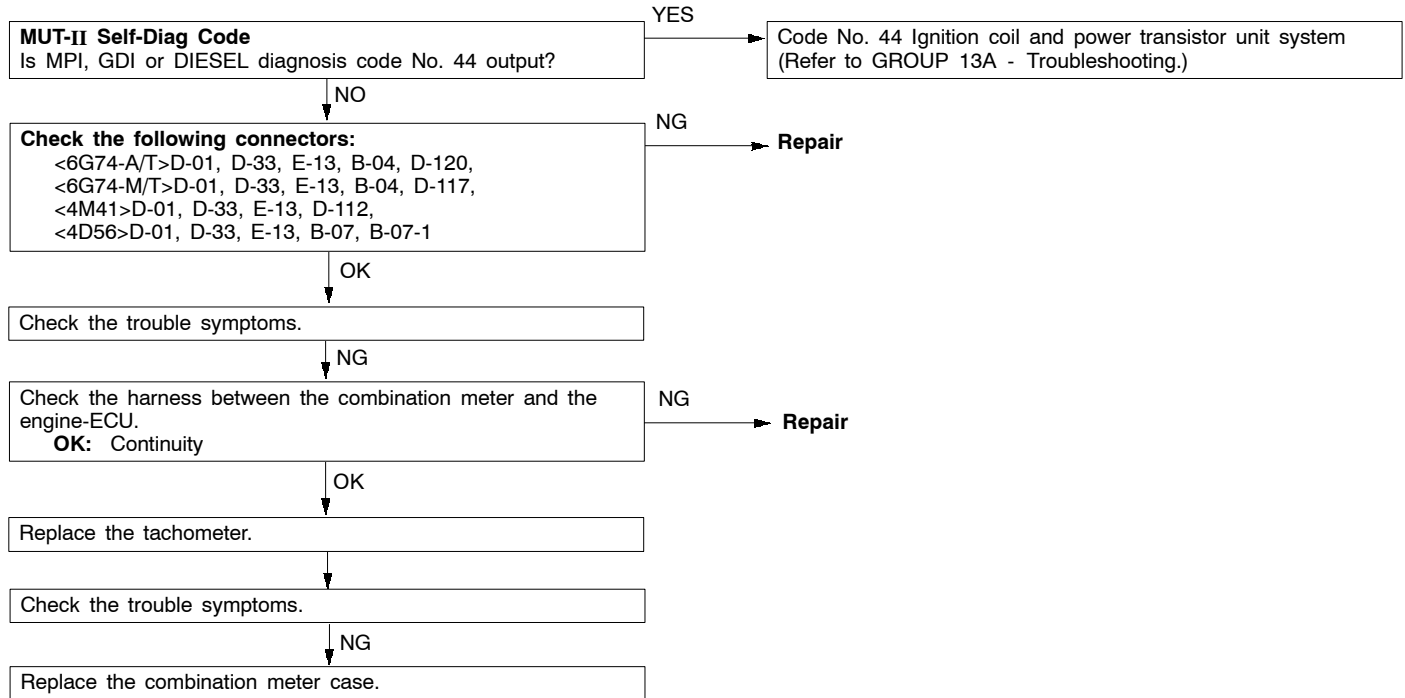 YES
MUT-II Self-Diag Code
Is MPI, GDI or DIESEL diagnosis code No. 44 output?
Code No. 44 Ignition coil and power transistor unit system
(Refer to GROUP 13A - Troubleshooting.)
NO
Check the following connectors:
<6G74-A/T>D-01, D-33, E-13, B-04, D-120,
<6G74-M/T>D-01, D-33, E-13, B-04, D-117,
<4M41>D-01, D-33, E-13, D-112,
<4D56>D-01, D-33, E-13, B-07, B-07-1
NG
Repair
OK
Check the trouble symptoms.
NG
Check the harness between the combination meter and the
engine-ECU.
OK: Continuity
NG
Repair
OK
Replace the tachometer.
Check the trouble symptoms.
NG
Replace the combination meter case.